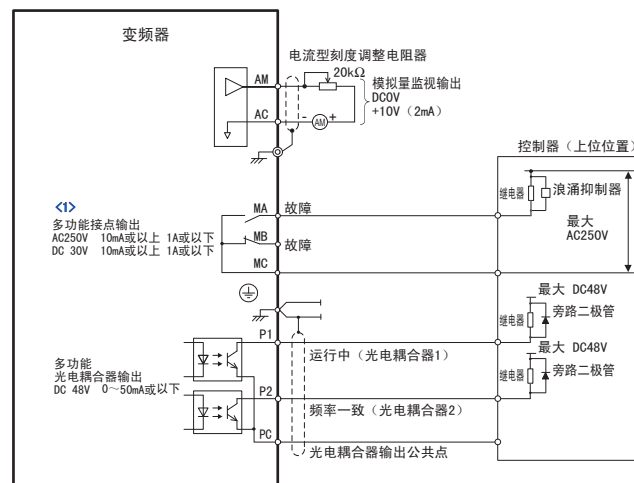 变频器
电流型刻度调整电阻器
20kΩ
AM
模拟量监视输出
DC0V
+10V（2mA）
AC
- AM +
控制器（上位位置）
继电器
浪涌抑制器
最大
AC250V
<1>
多功能接点输出
AC250V 10mA或以上 1A或以下
DC 30V 10mA或以上 1A或以下
MA 故障
MB 故障
MC
最大 DC48V
继电器
旁路二极管
P1
运行中（光电耦合器1）
最大 DC48V
继电器
旁路二极管
多功能
光电耦合器输出
DC 48V 0～50mA或以下
P2
频率一致（光电耦合器2）
PC
光电耦合器输出公共点